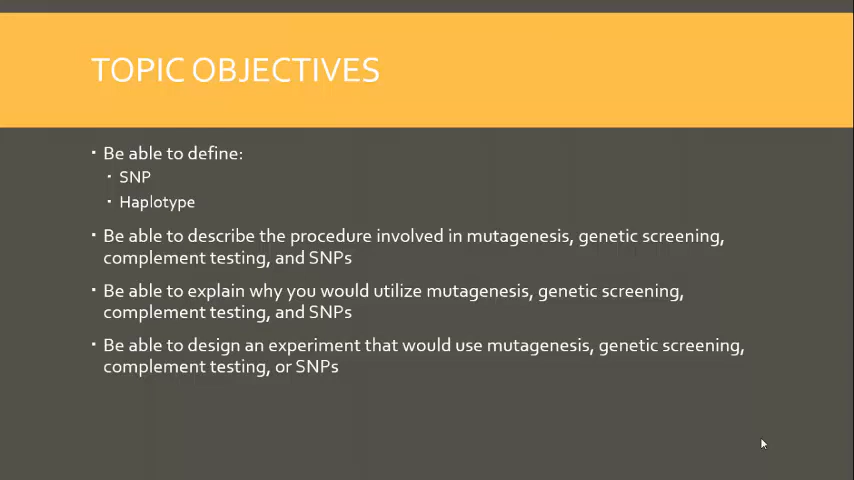 TOPIC OBJECTIVES
▪ Be able to define:
▪ SNP
▪ Haplotype
▪ Be able to describe the procedure involved in mutagenesis, genetic screening,
complement testing, and SNPs
▪ Be able to explain why you would utilize mutagenesis, genetic screening,
complement testing, and SNPs
▪ Be able to design an experiment that would use mutagenesis, genetic screening,
complement testing, or SNPs